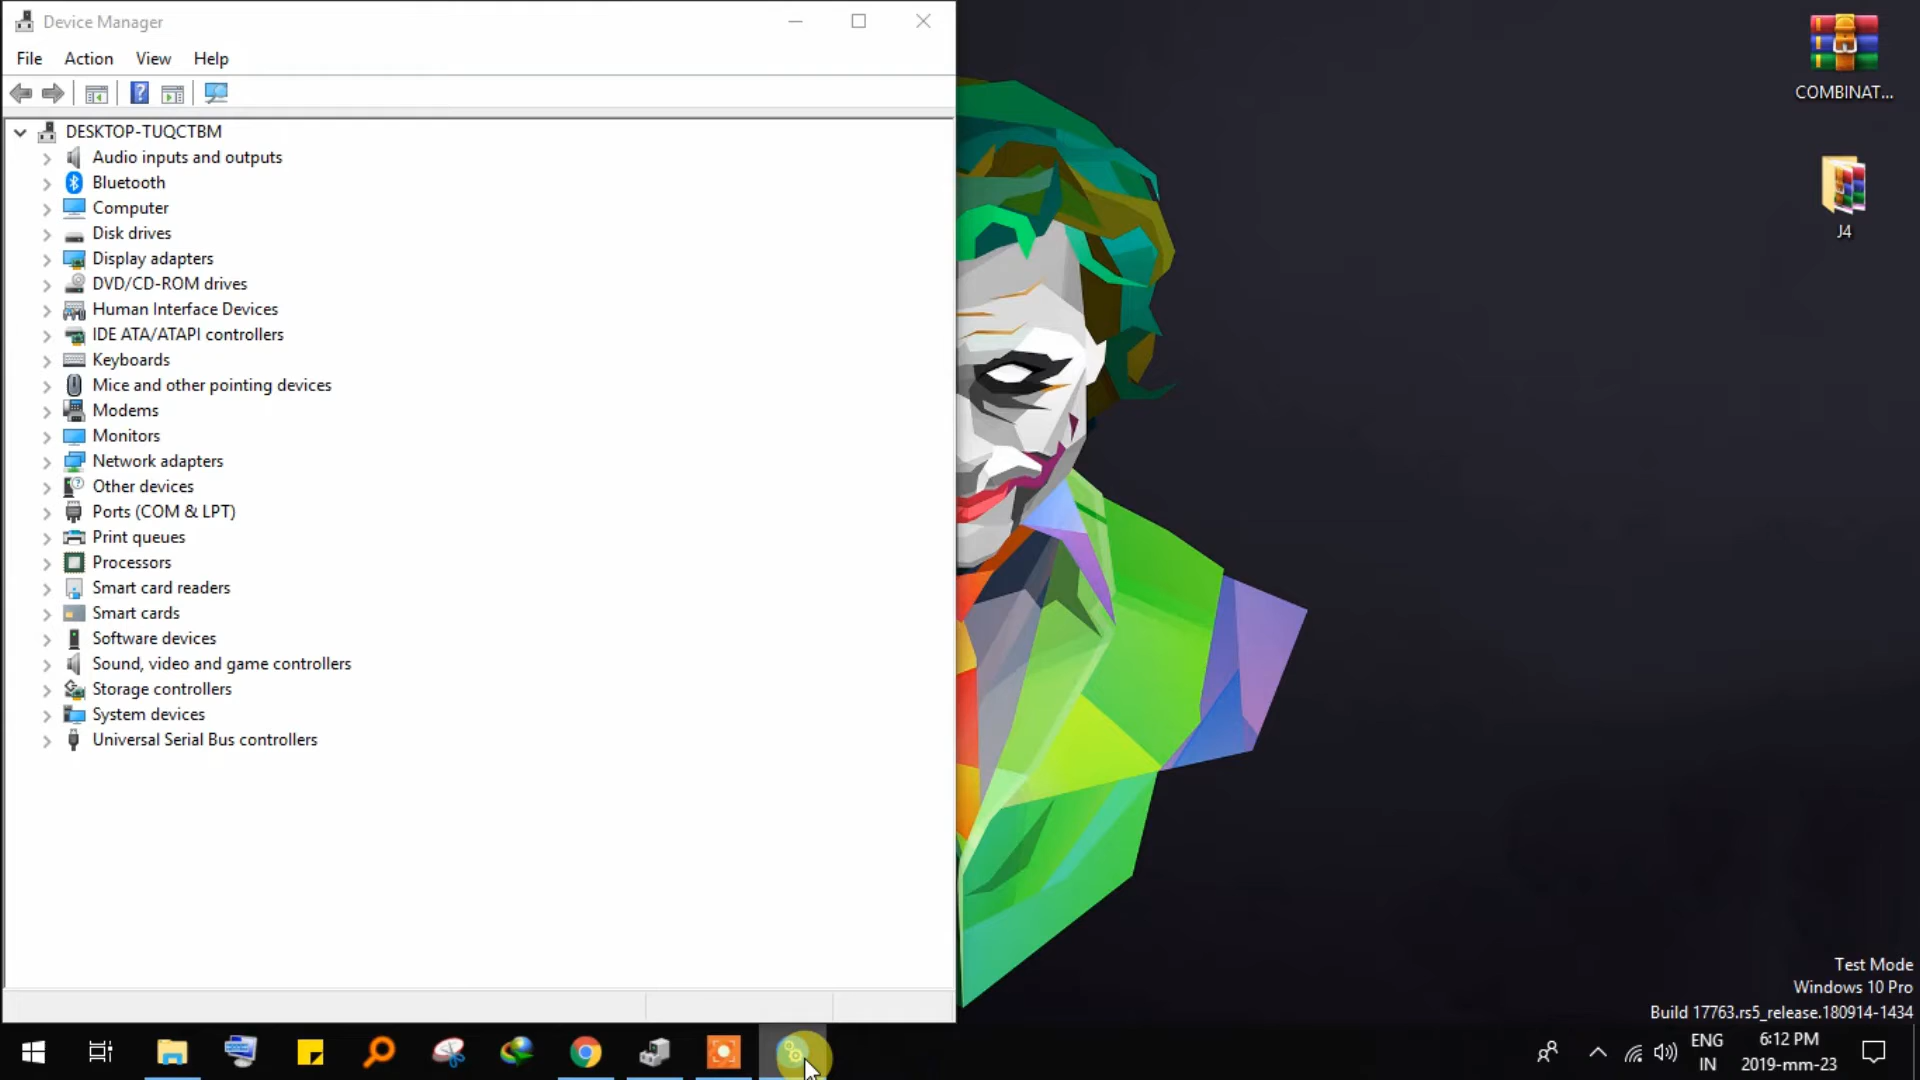 Device Manager
File Action View Help
DESKTOP-TUQCTBM
Audio inputs and outputs
Bluetooth
Computer
Disk drives
Display adapters
DVD/CD-ROM drives
Human Interface Devices
IDE ATA/ATAPI controllers
Keyboards
Mice and other pointing devices
Modems
Monitors
Network adapters
Other devices
Ports (COM & LPT)
Print queues
Processors
Smart card readers
Smart cards
Software devices
Sound, video and game controllers
Storage controllers
System devices
Universal Serial Bus controllers
COMBINAT...
J4
Test Mode
Windows 10 Pro
Build 17763.rs5_release.180914-1434
ENG
IN
6:12 PM
2019-mm-23